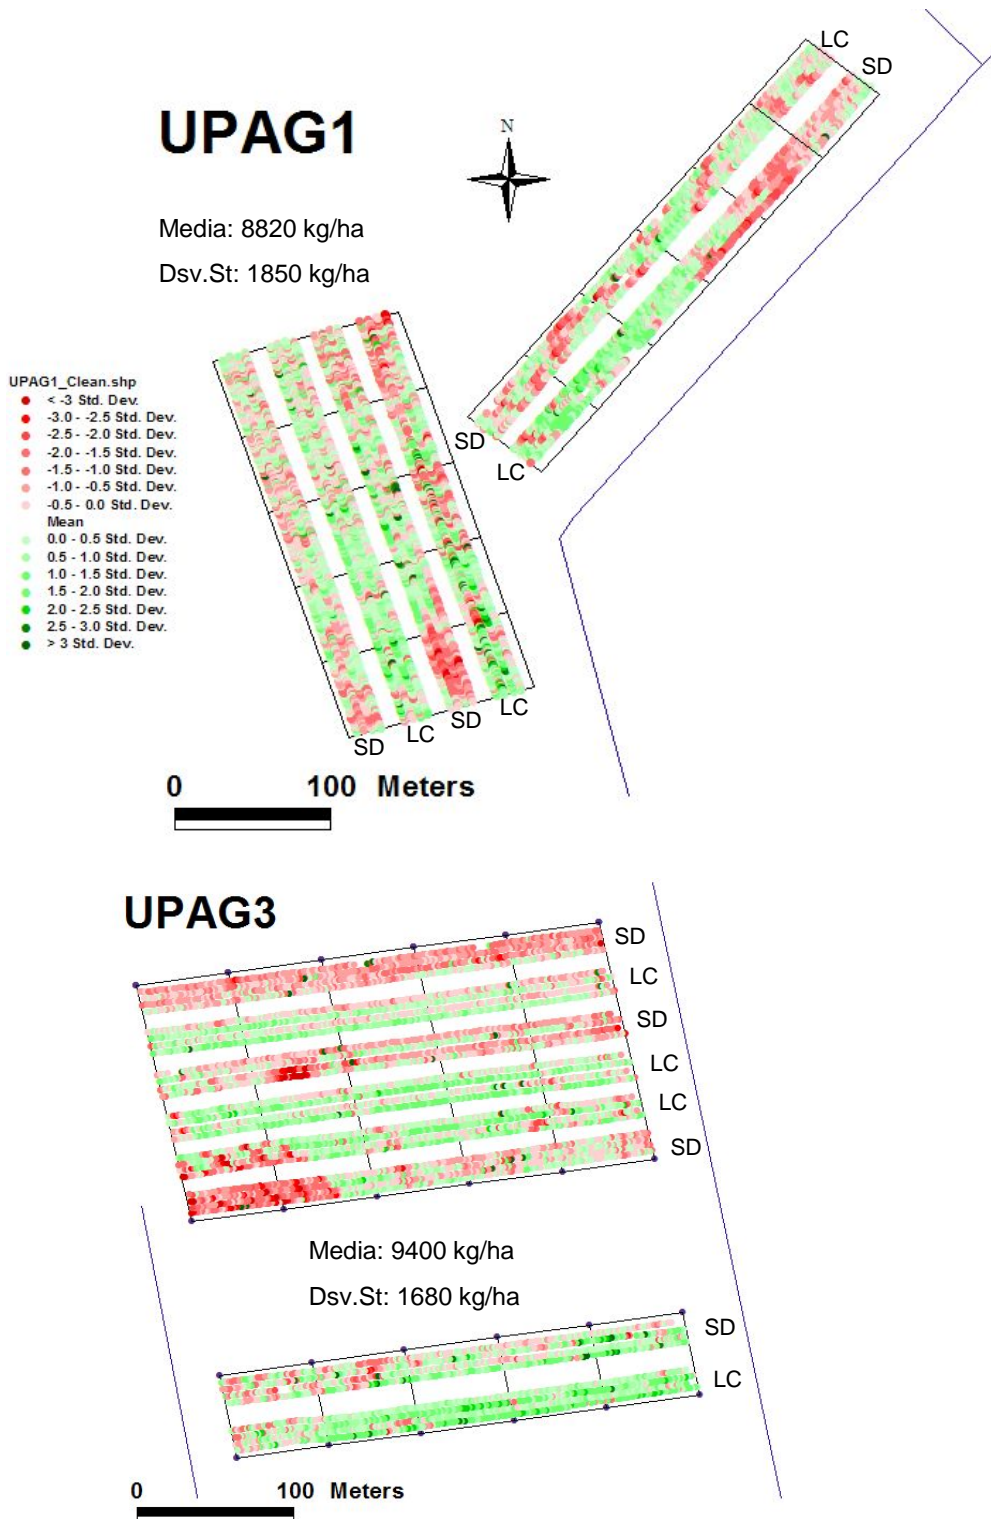 LC
SD
UPAG1
N
Media: 8820 kg/ha
Dsv.St: 1850 kg/ha
UPAG1_Clean.shp
< -3 Std. Dev.
-3.0 - -2.5 Std. Dev.
-2.5 - -2.0 Std. Dev.
-2.0 - -1.5 Std. Dev.
-1.5 - -1.0 Std. Dev.
-1.0 - -0.5 Std. Dev.
-0.5 - 0.0 Std. Dev.
Mean
0.0 - 0.5 Std. Dev.
0.5 - 1.0 Std. Dev.
1.0 - 1.5 Std. Dev.
1.5 - 2.0 Std. Dev.
2.0 - 2.5 Std. Dev.
2.5 - 3.0 Std. Dev.
> 3 Std. Dev.
SD
LC
SD LC SD LC
0 100 Meters
UPAG3
SD
LC
SD
LC
LC
SD
Media: 9400 kg/ha
Dsv.St: 1680 kg/ha
SD
LC
0 100 Meters